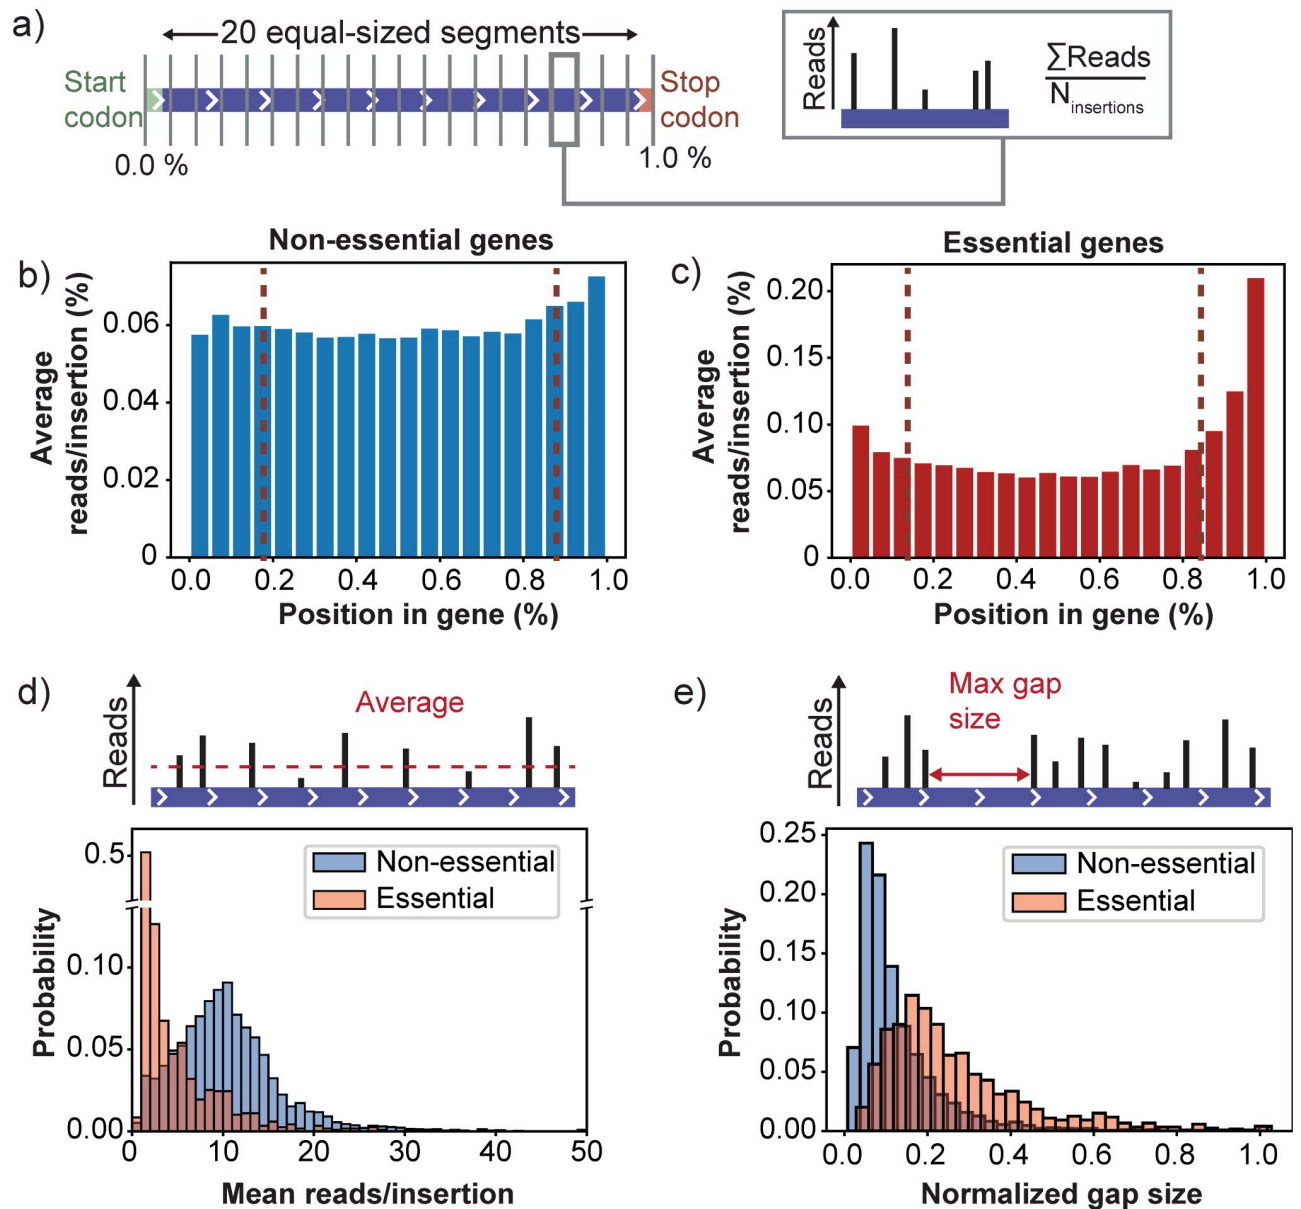 a)
20 equal-sized segments
Start
codon
Stop
codon
0.0 %
1.0 %
Reads
∑Reads
N insertions
b)
Non-essential genes
Average
reads/insertion (%)
0.06
0.04
0.02
0
0.0 0.2 0.4 0.6 0.8 1.0
Position in gene (%)
c)
Essential genes
Average
reads/insertion (%)
0.20
0.15
0.10
0.05
0
0.0 0.2 0.4 0.6 0.8 1.0
Position in gene (%)
d)
Reads
Average
Non-essential
Essential
Probability
0.5
0.10
0.05
0.00
0 10 20 30 40 50
Mean reads/insertion
e)
Reads
Max gap
size
Non-essential
Essential
Probability
0.25
0.20
0.15
0.10
0.05
0.00
0.0 0.2 0.4 0.6 0.8 1.0
Normalized gap size